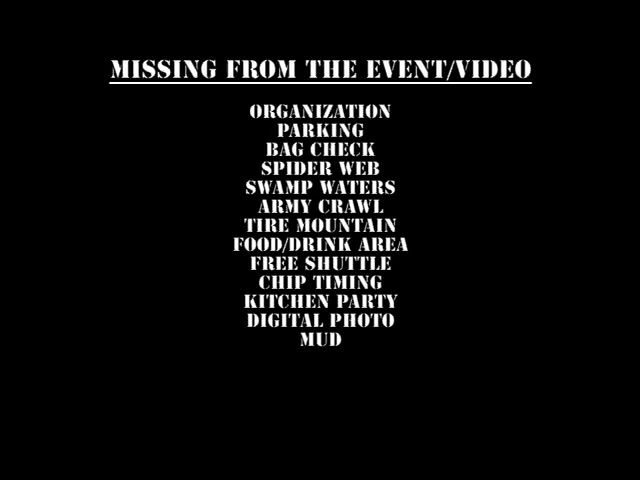 MISSING FROM THE EVENT/VIDEO
ORGANIZATION
PARKING
BAG CHECK
SPIDER WEB
SWAMP WATERS
ARMY CRAWL
TIRE MOUNTAIN
FOOD/DRINK AREA
FREE SHUTTLE
CHIP TIMING
KITCHEN PARTY
DIGITAL PHOTO
MUD